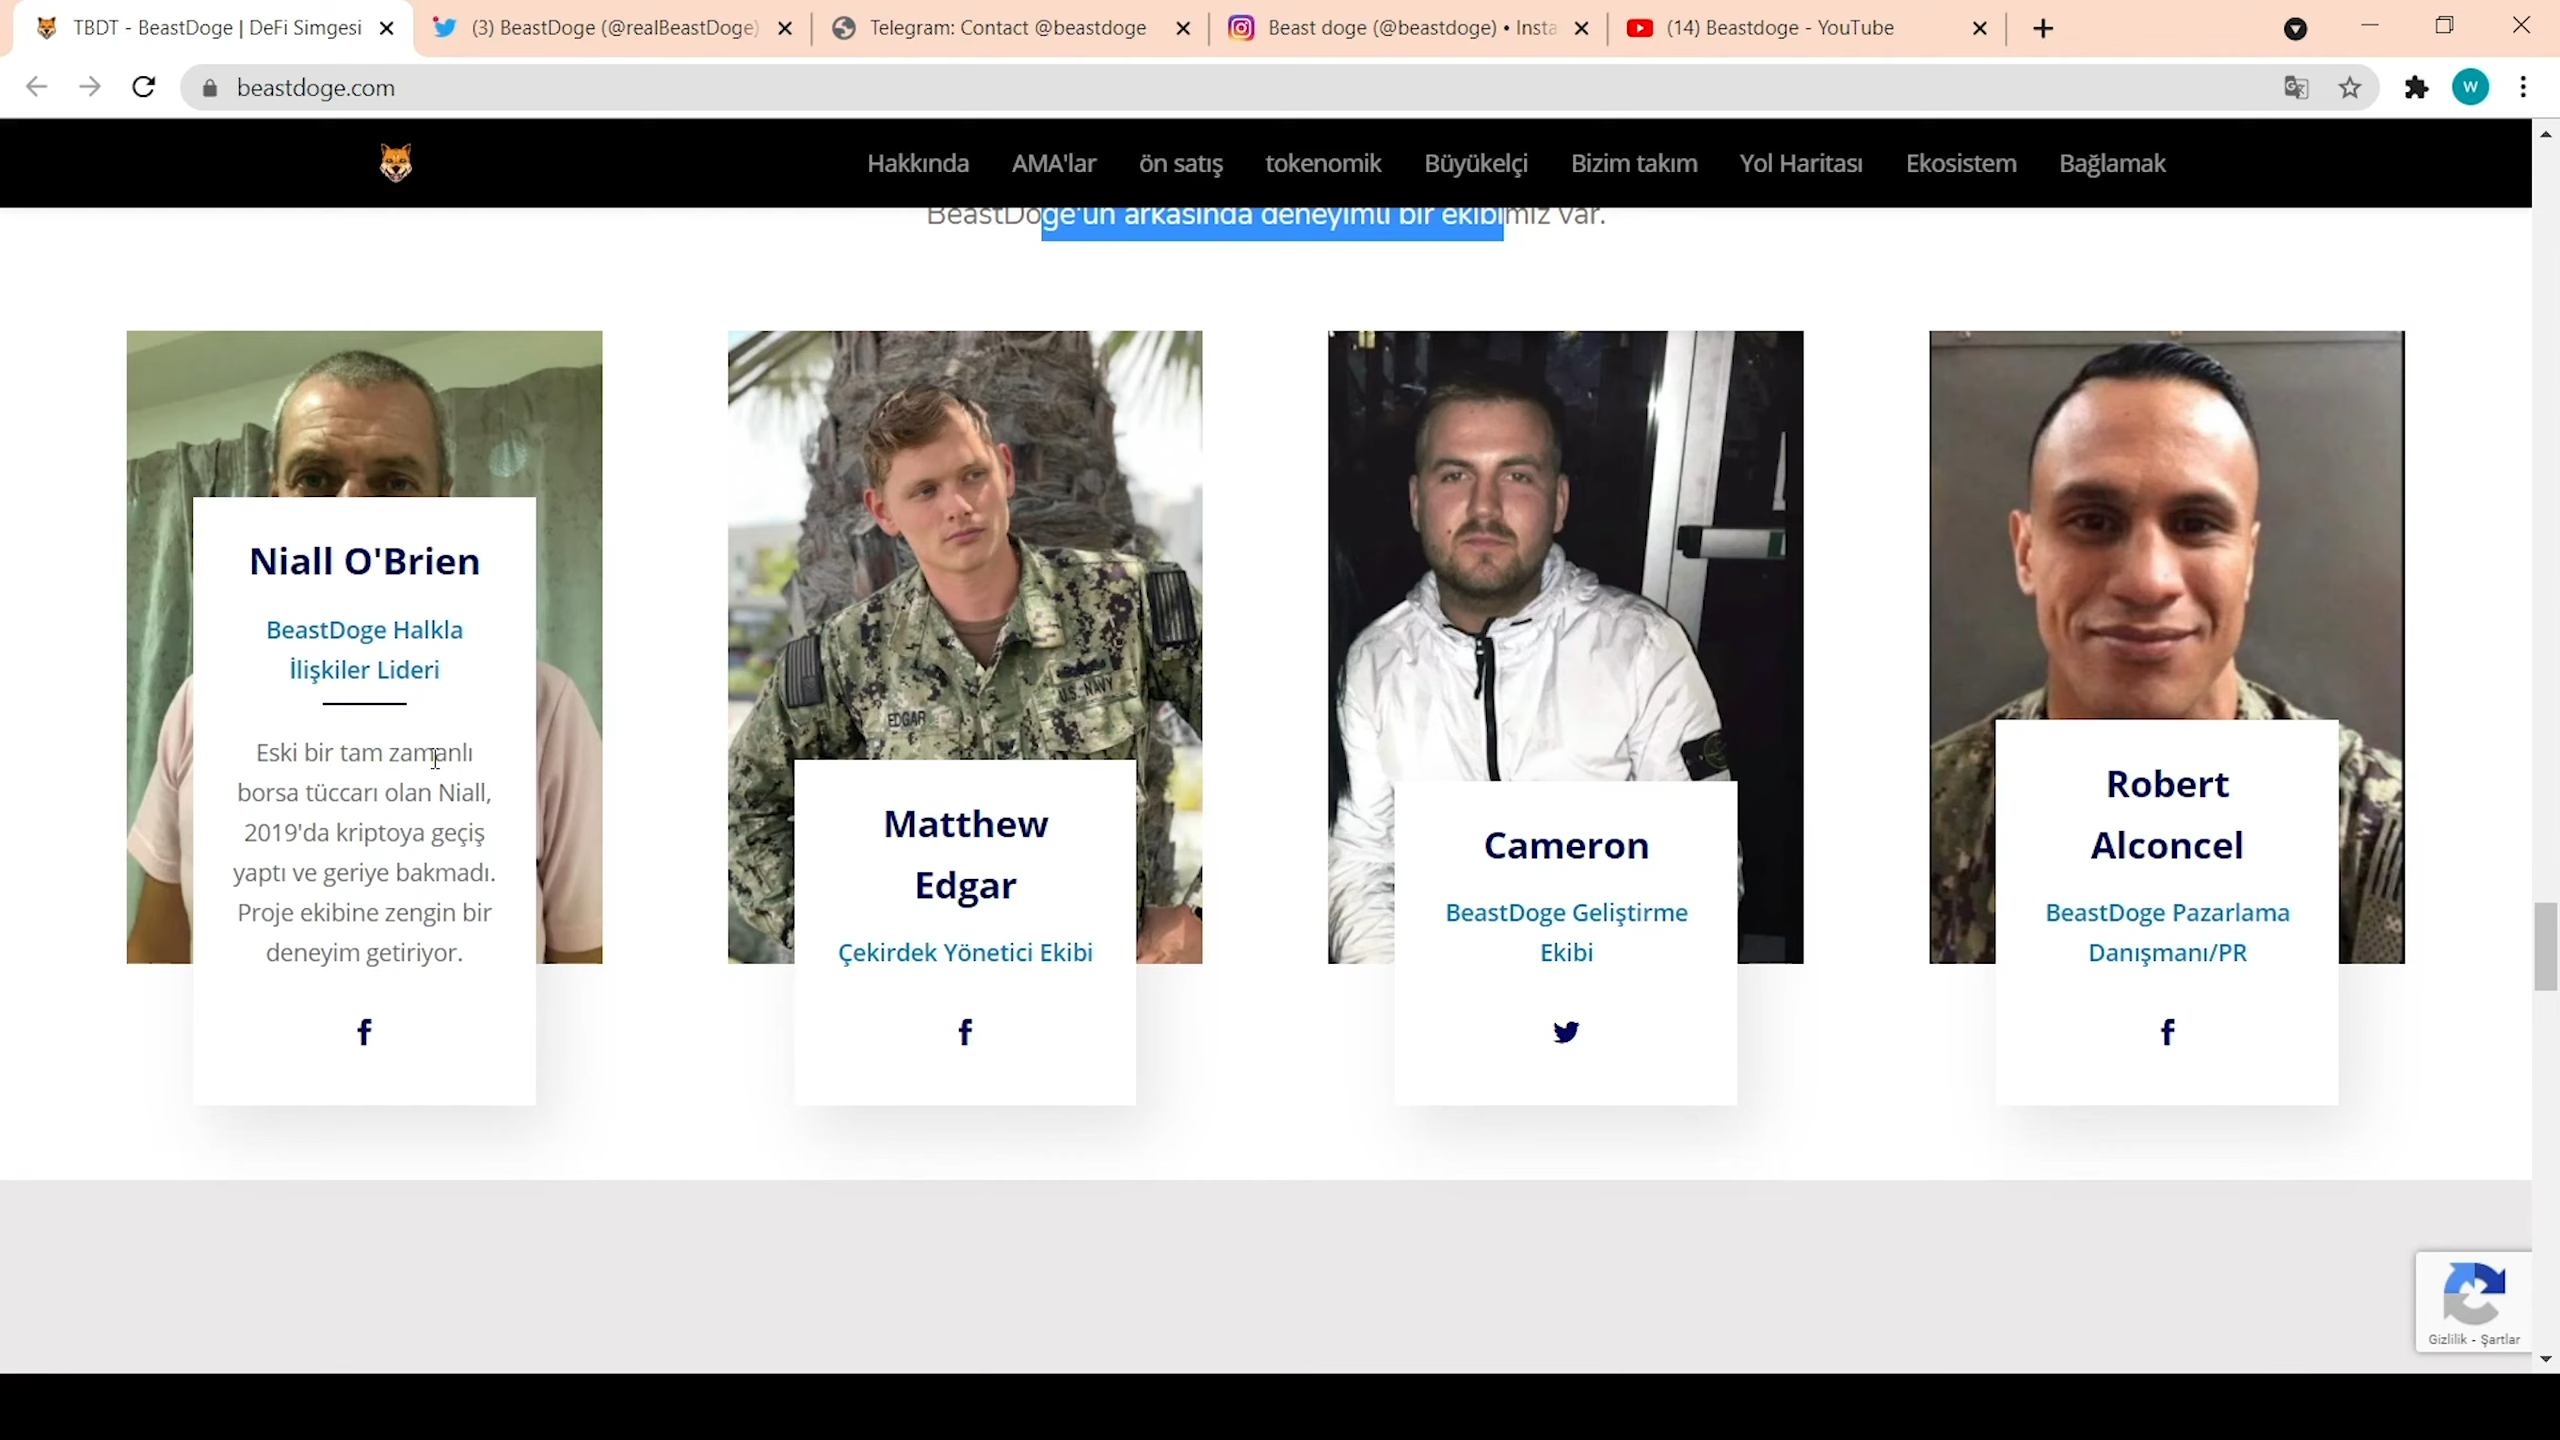 TBDT - BeastDoge | DeFi Simgesi
(3) BeastDoge (@realBeastDoge)
Telegram: Contact @beastdoge
Beast doge (@beastdoge) • Insta
(14) Beastdoge - YouTube
beastdoge.com
W
Hakkında AMA'lar ön satış tokenomik Büyükelçi Bizim takım Yol Haritası Ekosistem Bağlamak
BeastDoge'un arkasında deneyimli bir ekibimiz var.
Niall O'Brien
BeastDoge Halkla
İlişkiler Lideri
Eski bir tam zamanlı
borsa tüccarı olan Niall,
2019'da kriptoya geçiş
yaptı ve geriye bakmadı.
Proje ekibine zengin bir
deneyim getiriyor.
U.S. NAVY
EDGAR
Matthew
Edgar
Çekirdek Yönetici Ekibi
Cameron
BeastDoge Geliştirme
Ekibi
Robert
Alconcel
BeastDoge Pazarlama
Danışmanı/PR
Gizlilik - Şartlar